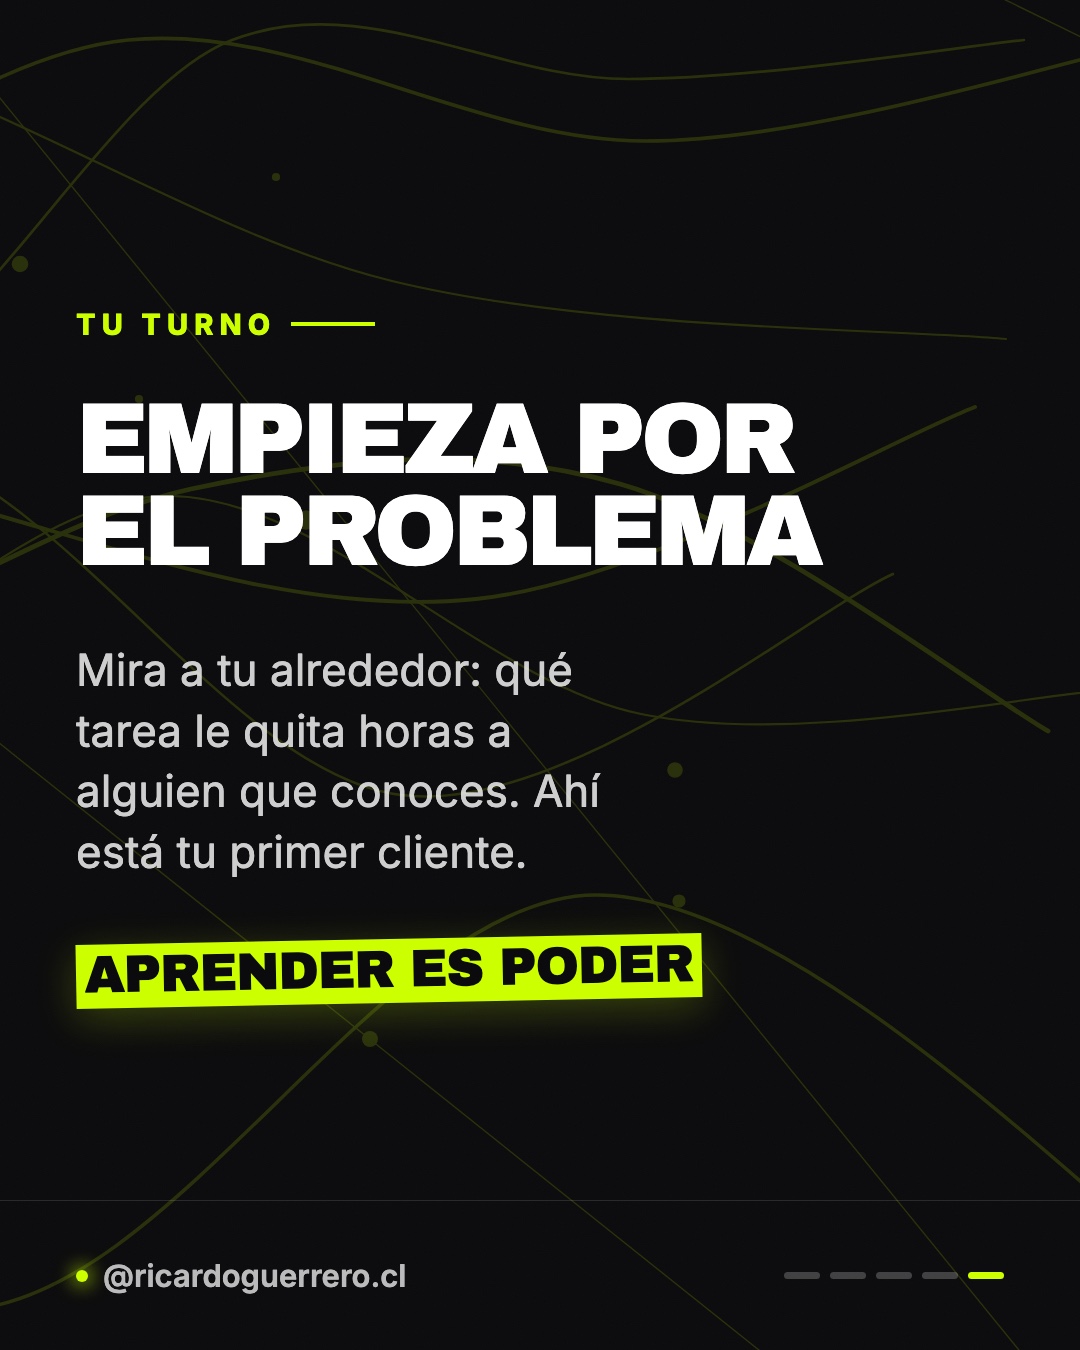 TU TURNO
EMPIEZA POR
EL PROBLEMA
Mira a tu alrededor: qué
tarea le quita horas a
alguien que conoces. Ahí
está tu primer cliente.
APRENDER ES PODER
@ricardoguerrero.cl